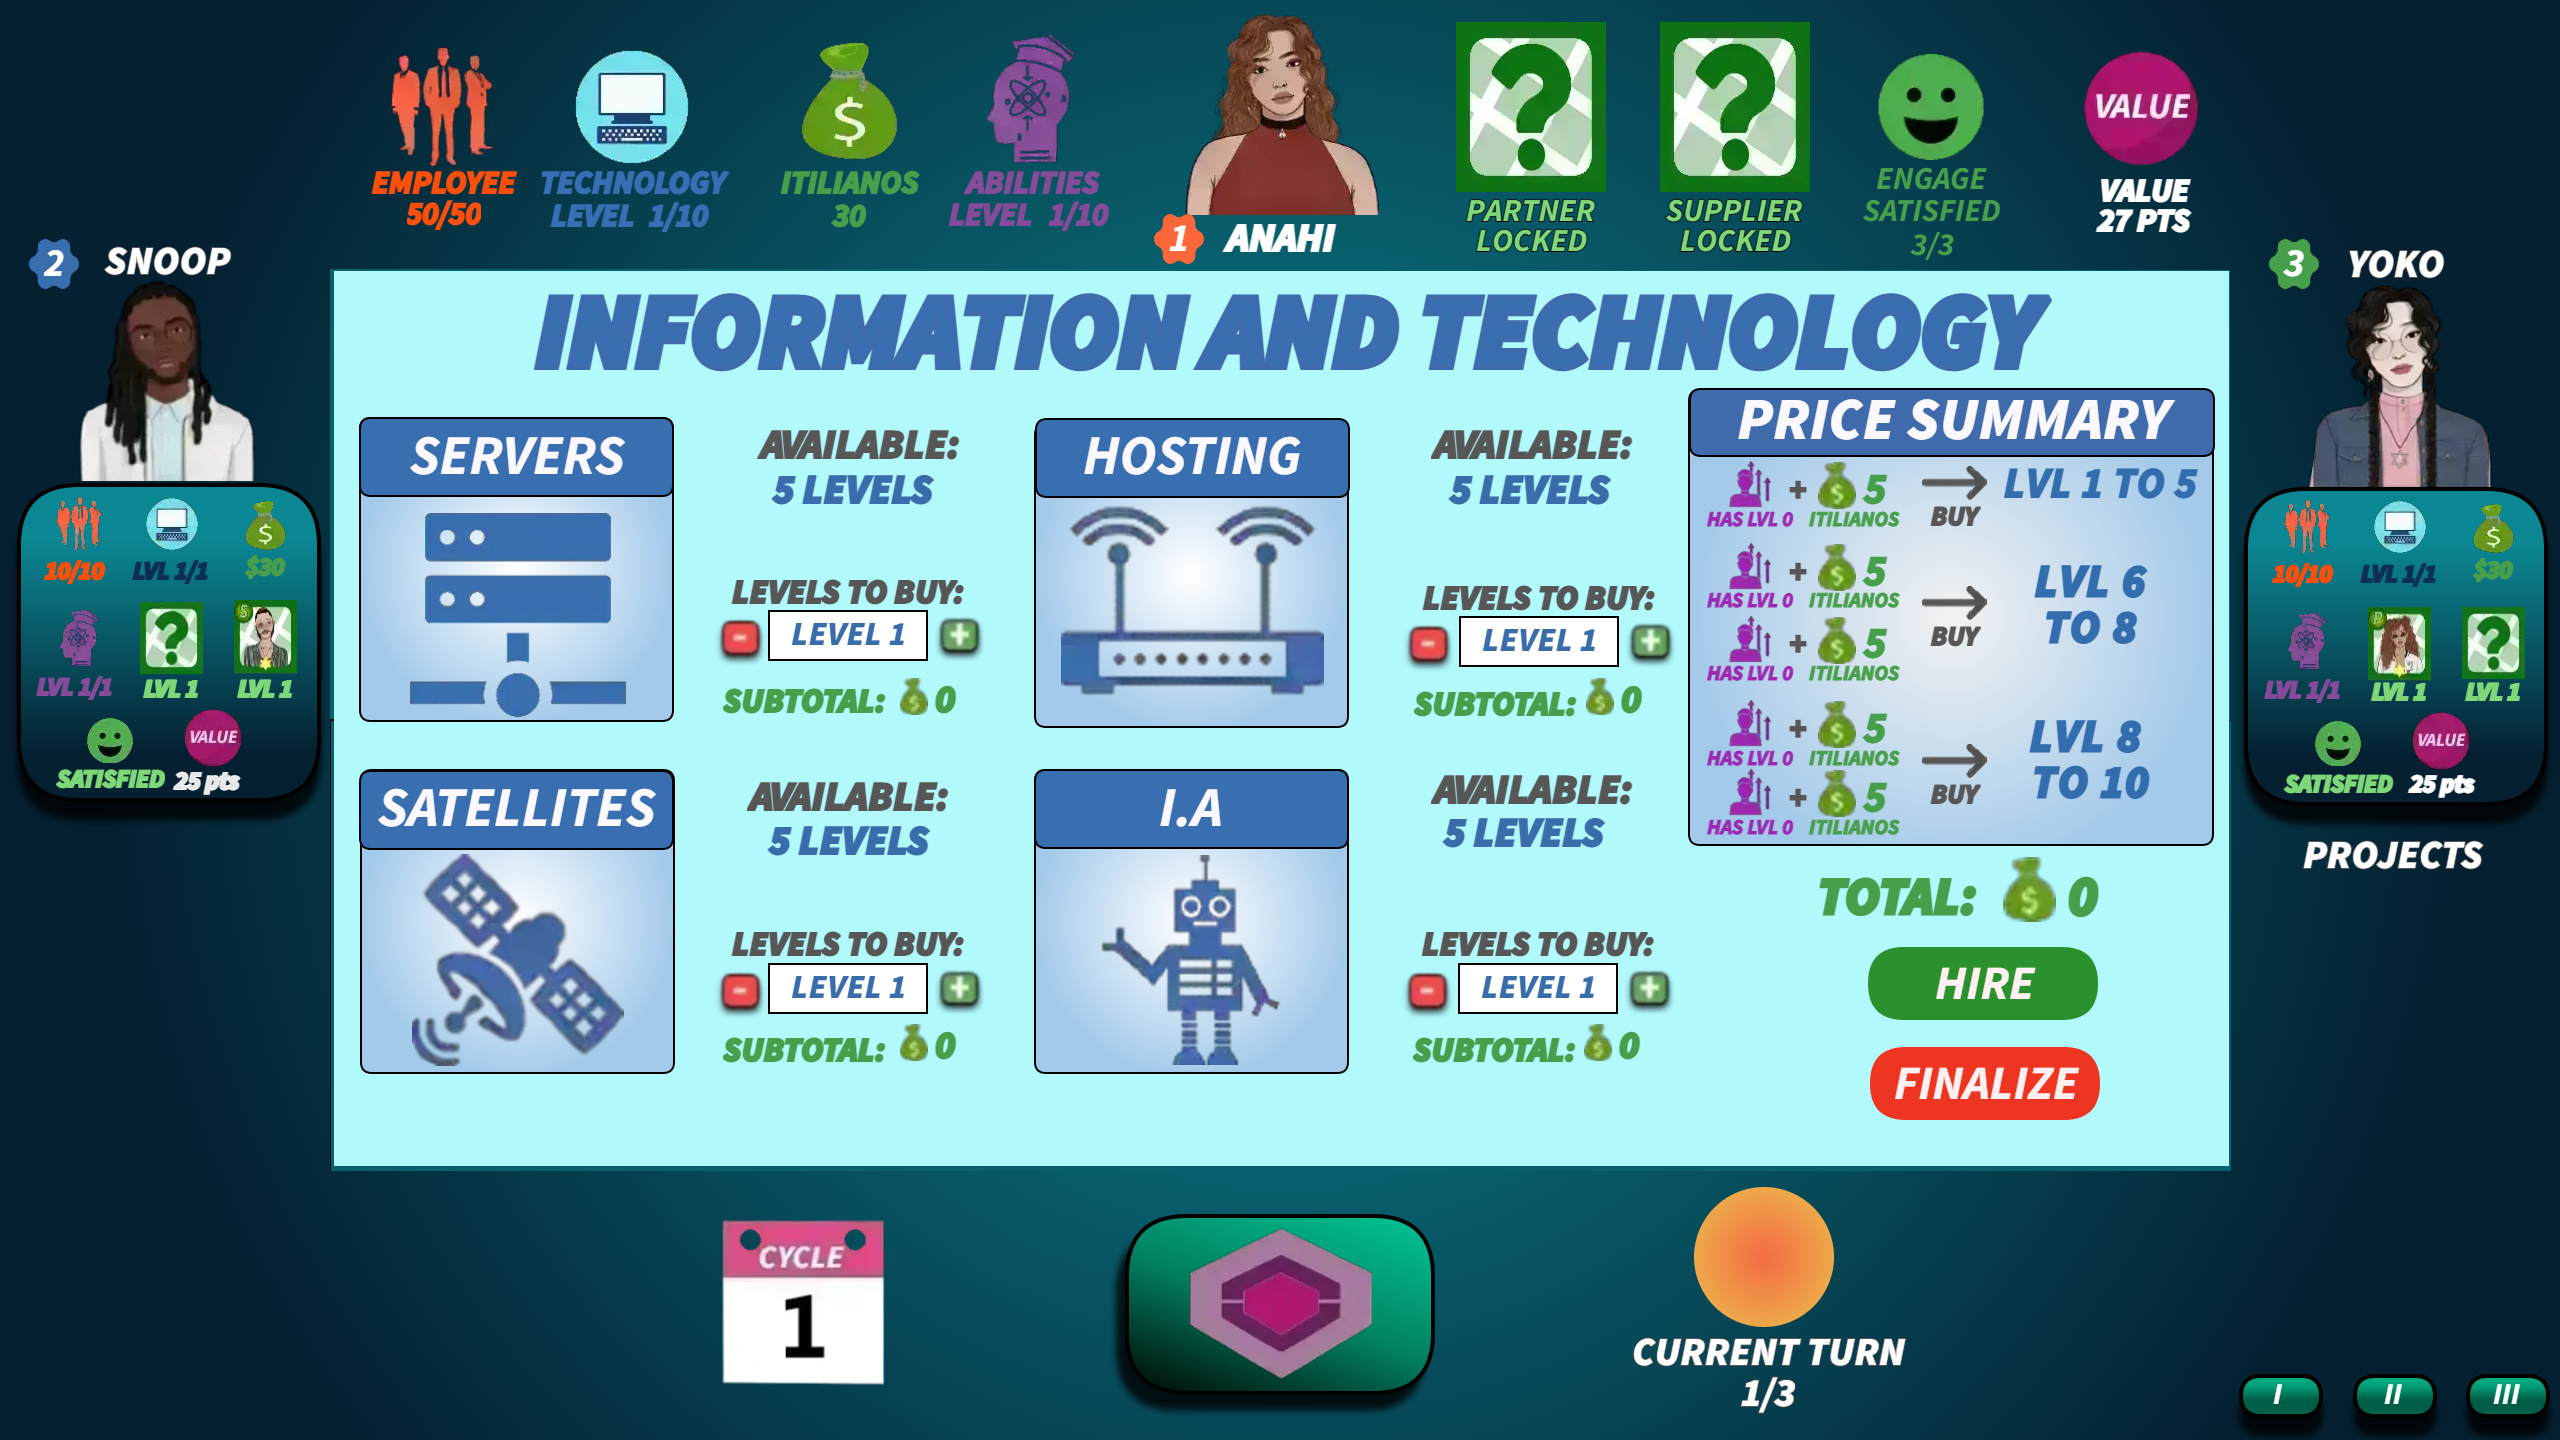 EMPLOYEE
50/50
TECHNOLOGY
LEVEL 1/10
$
ITILIANOS
30
ABILITIES
LEVEL 1/10
1 ANAHI
?
PARTNER
LOCKED
?
SUPPLIER
LOCKED
ENGAGE
SATISFIED
3/3
VALUE
VALUE
27 PTS
2 SNOOP
10/10
LVL 1/1
$
$30
LVL 1/1
?
LVL 1
$
LVL 1
SATISFIED
VALUE
25 pts
3 YOKO
10/10
LVL 1/1
$
$30
LVL 1/1
P
LVL 1
?
LVL 1
SATISFIED
VALUE
25 pts
PROJECTS
INFORMATION AND TECHNOLOGY
SERVERS
AVAILABLE:
5 LEVELS
LEVELS TO BUY:
- LEVEL 1 +
SUBTOTAL: $ 0
HOSTING
AVAILABLE:
5 LEVELS
LEVELS TO BUY:
- LEVEL 1 +
SUBTOTAL: $ 0
SATELLITES
AVAILABLE:
5 LEVELS
LEVELS TO BUY:
- LEVEL 1 +
SUBTOTAL: $ 0
I.A
AVAILABLE:
5 LEVELS
LEVELS TO BUY:
- LEVEL 1 +
SUBTOTAL: $ 0
PRICE SUMMARY
+ $ 5
HAS LVL 0 ITILIANOS
BUY
LVL 1 TO 5
+ $ 5
HAS LVL 0 ITILIANOS
+ $ 5
HAS LVL 0 ITILIANOS
BUY
LVL 6
TO 8
+ $ 5
HAS LVL 0 ITILIANOS
+ $ 5
HAS LVL 0 ITILIANOS
BUY
LVL 8
TO 10
TOTAL: $ 0
HIRE
FINALIZE
CYCLE
1
CURRENT TURN
1/3
I
II
III